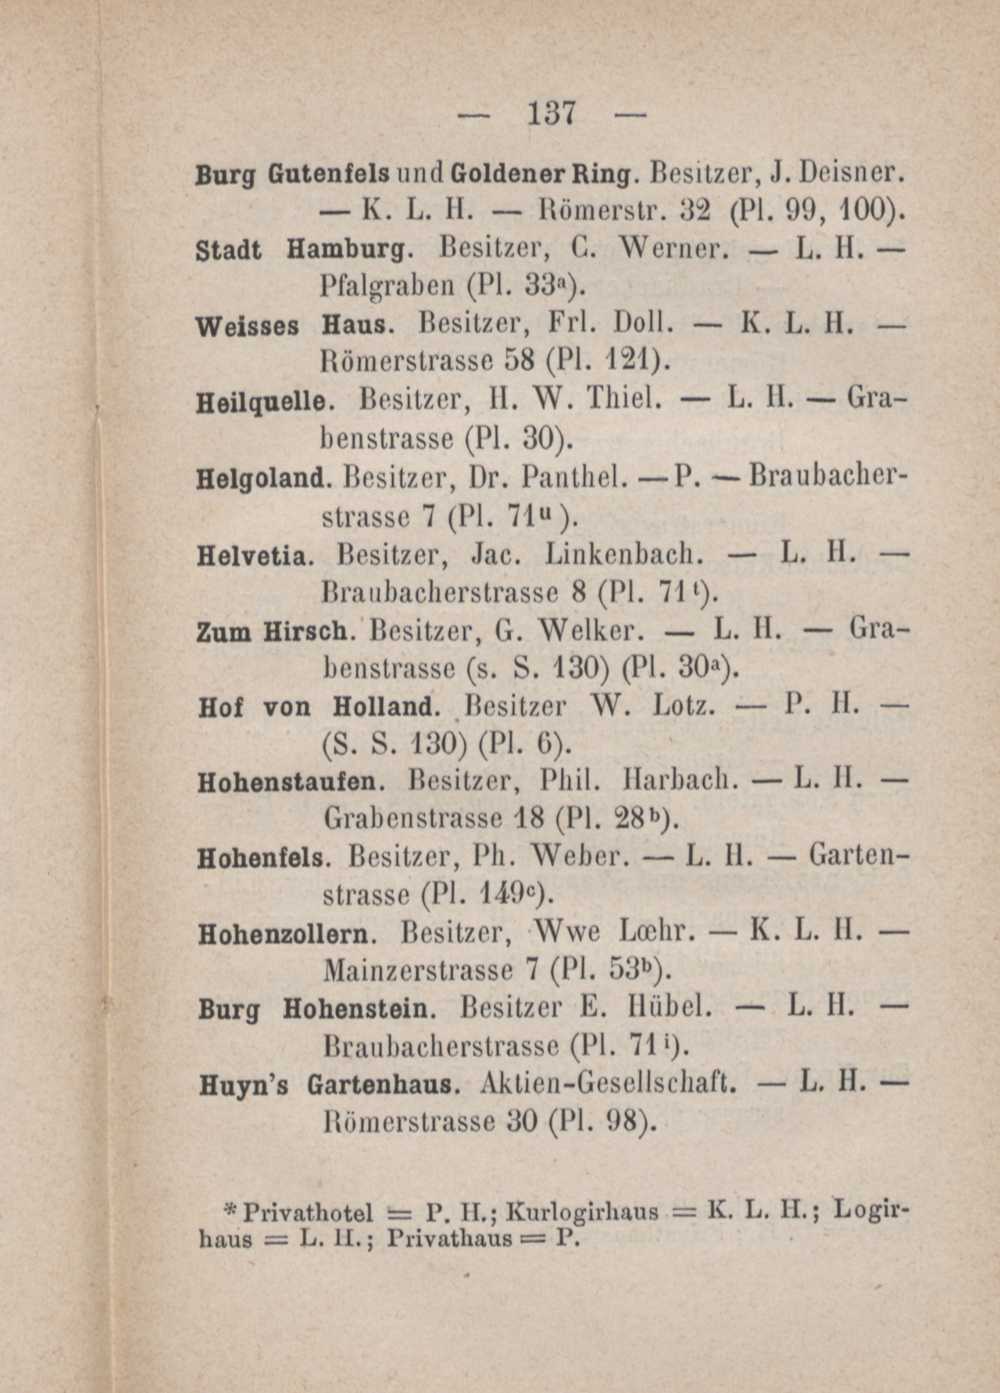 — 137 —
Burg Gutenfels und Goldener Ring. Besitzer, J. Deisner.
— K. L. H. — Römerstr. 32 (Pl. 99, 100).
Stadt Hamburg. Besitzer, C. Werner. — L. H. —
Pfalgraben (Pl. 33ᵃ).
Weisses Haus. Besitzer, Frl. Doll. — K. L. H. —
Römerstrasse 58 (Pl. 121).
Heilquelle. Besitzer, H. W. Thiel. — L. H. — Gra-
benstrasse (Pl. 30).
Helgoland. Besitzer, Dr. Panthel. — P. — Braubacher-
strasse 7 (Pl. 71ᵘ).
Helvetia. Besitzer, Jac. Linkenbach. — L. H. —
Braubacherstrasse 8 (Pl. 71ᵗ).
Zum Hirsch. Besitzer, G. Welker. — L. H. — Gra-
benstrasse (s. S. 130) (Pl. 30ᵃ).
Hof von Holland. Besitzer W. Lotz. — P. H. —
(S. S. 130) (Pl. 6).
Hohenstaufen. Besitzer, Phil. Harbach. — L. H. —
Grabenstrasse 18 (Pl. 28ᵇ).
Hohenfels. Besitzer, Ph. Weber. — L. H. — Garten-
strasse (Pl. 149ᶜ).
Hohenzollern. Besitzer, Wwe Lœhr. — K. L. H. —
Mainzerstrasse 7 (Pl. 53ᵇ).
Burg Hohenstein. Besitzer E. Hübel. — L. H. —
Braubacherstrasse (Pl. 71ⁱ).
Huyn's Gartenhaus. Aktien-Gesellschaft. — L. H. —
Römerstrasse 30 (Pl. 98).
* Privathotel = P. H.; Kurlogirhaus = K. L. H.; Logir-
haus = L. H.; Privathaus = P.